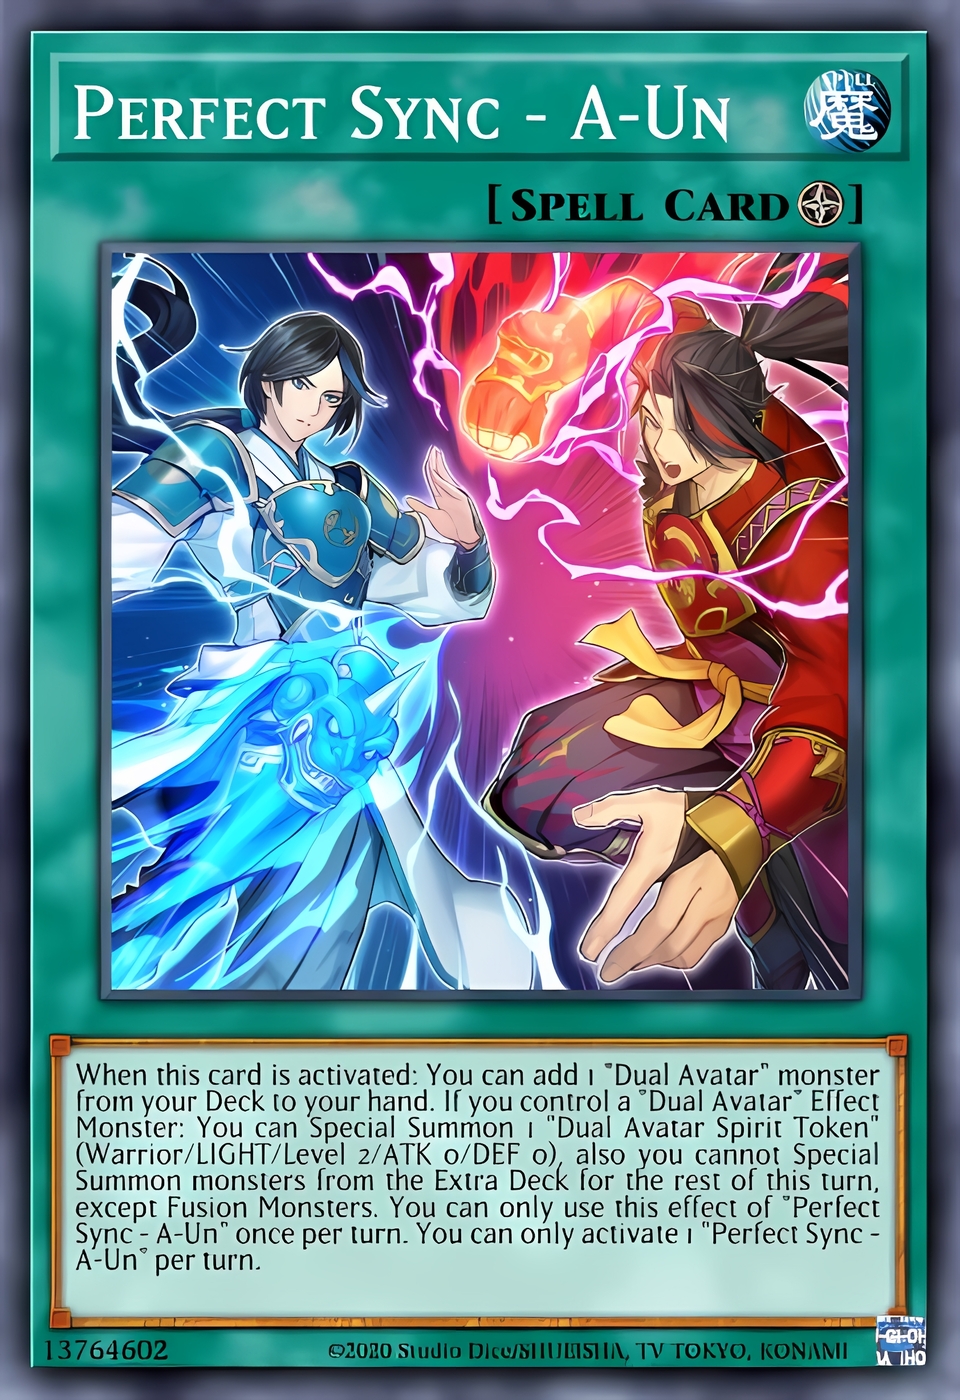 PERFECT SYNC - A-UN
魔
[SPELL CARD]
When this card is activated: You can add 1 "Dual Avatar" monster
from your Deck to your hand. If you control a "Dual Avatar" Effect
Monster: You can Special Summon 1 "Dual Avatar Spirit Token"
(Warrior/LIGHT/Level 2/ATK 0/DEF 0), also you cannot Special
Summon monsters from the Extra Deck for the rest of this turn,
except Fusion Monsters. You can only use this effect of "Perfect
Sync - A-Un" once per turn. You can only activate 1 "Perfect Sync -
A-Un" per turn.
13764602
©2020 Studio Dice/SHUEISHA, TV TOKYO, KONAMI